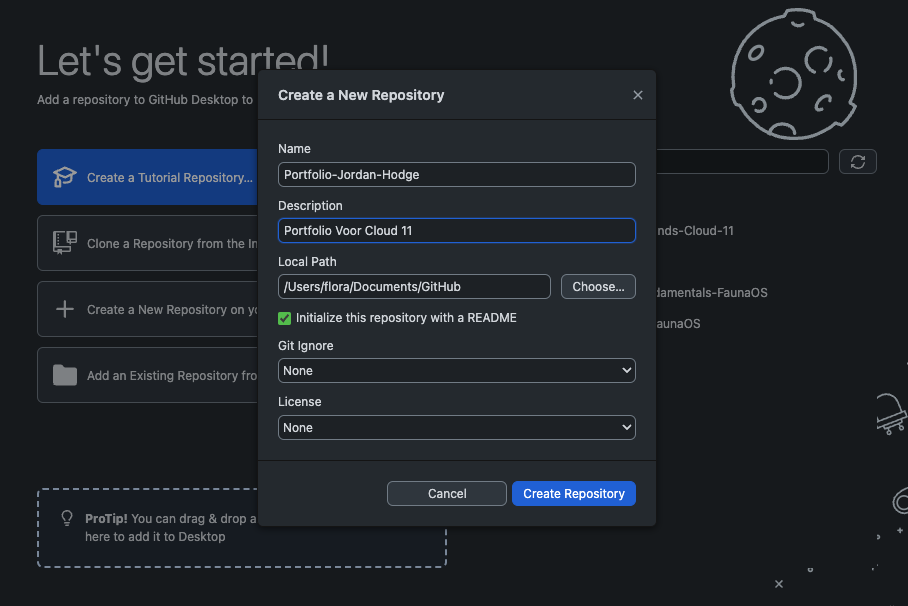 Let's get started!
Add a repository to GitHub Desktop to
Create a New Repository
Name
Portfolio-Jordan-Hodge
Description
Portfolio Voor Cloud 11
Local Path
/Users/flora/Documents/GitHub
Choose...
Initialize this repository with a README
Git Ignore
None
License
None
Cancel
Create Repository
Create a Tutorial Repository...
Clone a Repository from the In
Create a New Repository on yo
Add an Existing Repository fro
ProTip! You can drag & drop a
here to add it to Desktop
nds-Cloud-11
damentals-FaunaOS
aunaOS